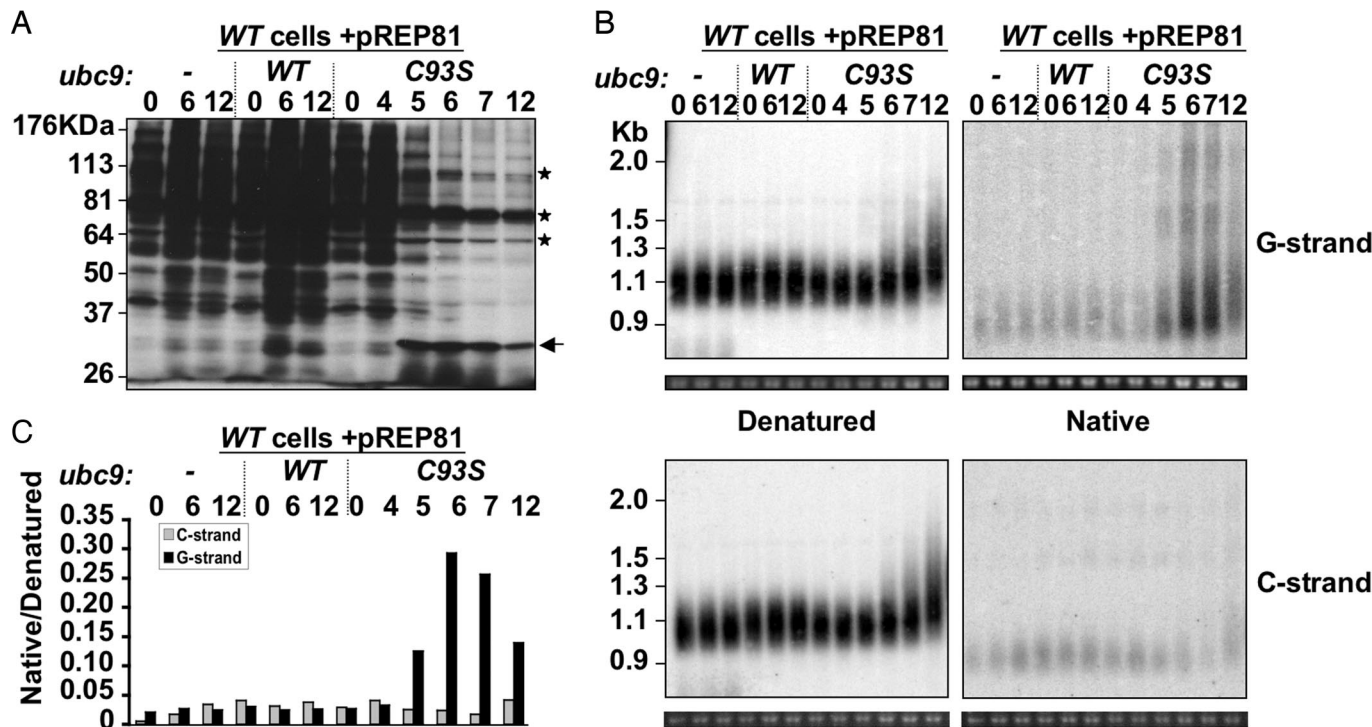 A
WT cells +pREP81
ubc9: - WT C93S
0 6 12 0 6 12 0 4 5 6 7 12
176KDa
113
81
64
50
37
26
B
WT cells +pREP81 WT cells +pREP81
ubc9: - WT C93S - WT C93S
0 6 12 0 6 12 0 4 5 6 7 12 0 6 12 0 6 12 0 4 5 6 7 12
Kb
2.0
1.5
1.3
1.1
0.9
G-strand
Denatured Native
2.0
1.5
1.3
1.1
0.9
C-strand
C
WT cells +pREP81
ubc9: - WT C93S
0 6 12 0 6 12 0 4 5 6 7 12
Native/Denatured
0.35
0.30
0.25
0.20
0.15
0.10
0.05
0
C-strand
G-strand